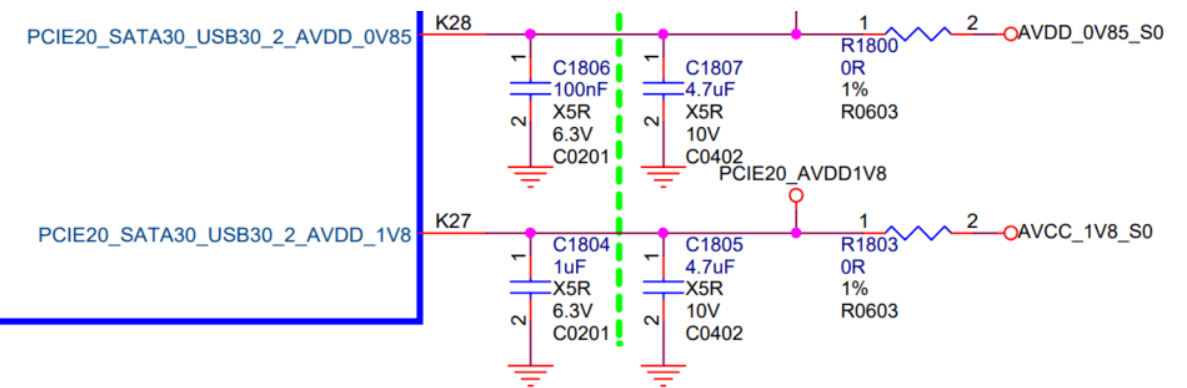 PCIE20_SATA30_USB30_2_AVDD_0V85
K28
1
2
C1806
100nF
X5R
6.3V
C0201
1
2
C1807
4.7uF
X5R
10V
C0402
1
2
R1800
0R
1%
R0603
AVDD_0V85_S0
PCIE20_AVDD1V8
PCIE20_SATA30_USB30_2_AVDD_1V8
K27
1
2
C1804
1uF
X5R
6.3V
C0201
1
2
C1805
4.7uF
X5R
10V
C0402
1
2
R1803
0R
1%
R0603
AVCC_1V8_S0